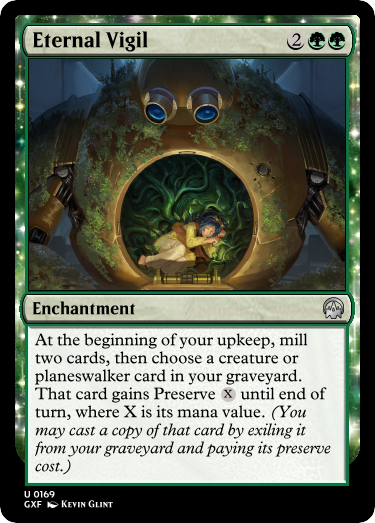 Eternal Vigil 2
Enchantment
At the beginning of your upkeep, mill
two cards, then choose a creature or
planeswalker card in your graveyard.
That card gains Preserve X until end of
turn, where X is its mana value. (You
may cast a copy of that card by exiling it
from your graveyard and paying its preserve
cost.)
U 0169
GXF Kevin Glint